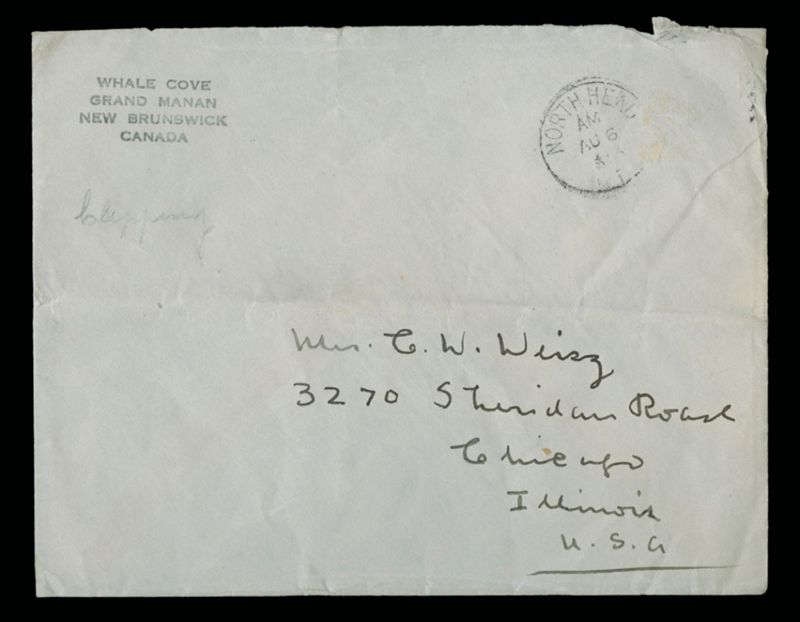 WHALE COVE
GRAND MANAN
NEW BRUNSWICK
CANADA
NORTH HEAD
AM
AU 6
Clipping
Mrs. C. W. Weisz
3270 Sheridan Road
Chicago
Illinois
U. S. A